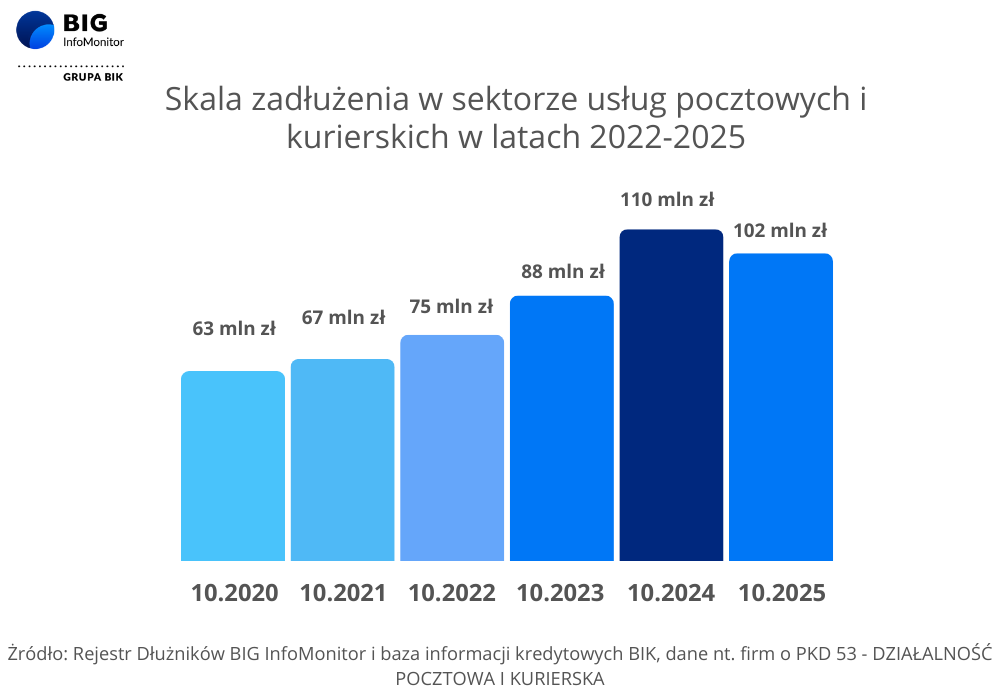 BIG
InfoMonitor
GRUPA BIK
Skala zadłużenia w sektorze usług pocztowych i
kurierskich w latach 2022-2025
63 mln zł
67 mln zł
75 mln zł
88 mln zł
110 mln zł
102 mln zł
10.2020
10.2021
10.2022
10.2023
10.2024
10.2025
Żródło: Rejestr Dłużników BIG InfoMonitor i baza informacji kredytowych BIK, dane nt. firm o PKD 53 - DZIAŁALNOŚĆ
POCZTOWA I KURIERSKA